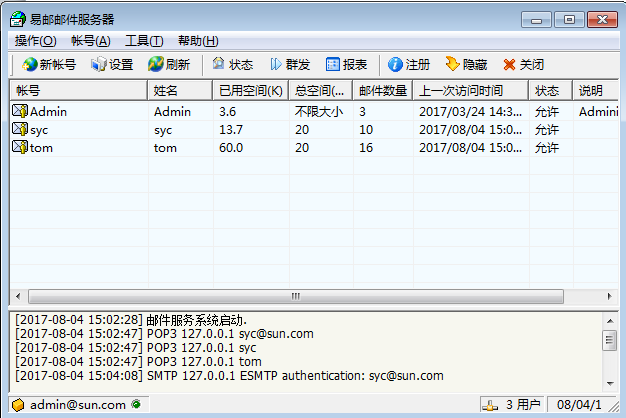 易邮邮件服务器
操作(O) 帐号(A) 工具(T) 帮助(H)
新帐号 设置 刷新 状态 群发 报表 注册 隐藏 关闭
帐号 姓名 已用空间(K) 总空间(... 邮件数量 上一次访问时间 状态 说明
Admin Admin 3.6 不限大小 3 2017/03/24 14:3... 允许 Admini
syc syc 13.7 20 10 2017/08/04 15:0... 允许
tom tom 60.0 20 16 2017/08/04 15:0... 允许
[2017-08-04 15:02:28] 邮件服务系统启动.
[2017-08-04 15:02:47] POP3 127.0.0.1 syc@sun.com
[2017-08-04 15:02:47] POP3 127.0.0.1 syc
[2017-08-04 15:02:47] POP3 127.0.0.1 tom
[2017-08-04 15:04:08] SMTP 127.0.0.1 ESMTP authentication: syc@sun.com
admin@sun.com 3 用户 08/04/1